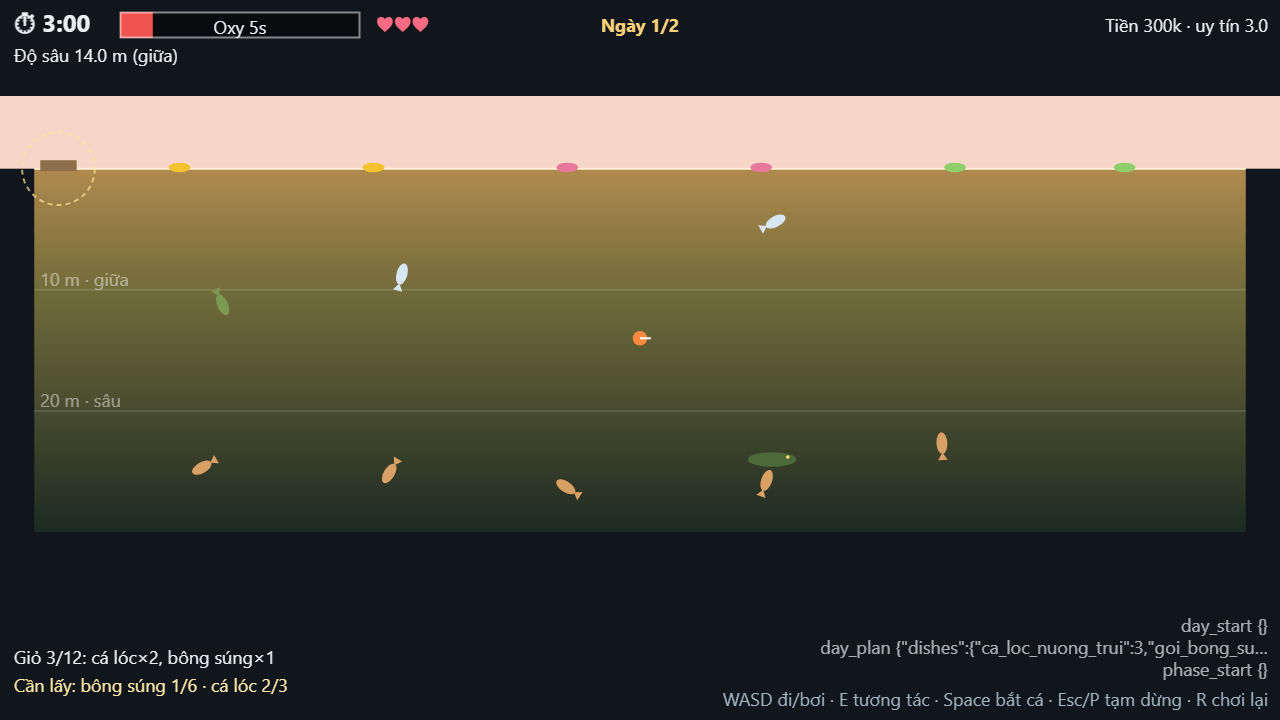 ⏱ 3:00
Oxy 5s
Ngày 1/2
Tiền 300k · uy tín 3.0
Độ sâu 14.0 m (giữa)
10 m · giữa
20 m · sâu
day_start {}
day_plan {"dishes":{"ca_loc_nuong_trui":3,"goi_bong_su...
phase_start {}
Giỏ 3/12: cá lóc×2, bông súng×1
Cần lấy: bông súng 1/6 · cá lóc 2/3
WASD đi/bơi · E tương tác · Space bắt cá · Esc/P tạm dừng · R chơi lại